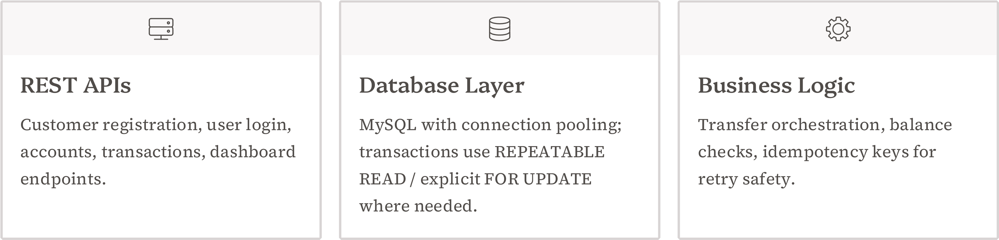 REST APIs
Customer registration, user login,
accounts, transactions, dashboard
endpoints.
Database Layer
MySQL with connection pooling;
transactions use REPEATABLE
READ / explicit FOR UPDATE
where needed.
Business Logic
Transfer orchestration, balance
checks, idempotency keys for
retry safety.